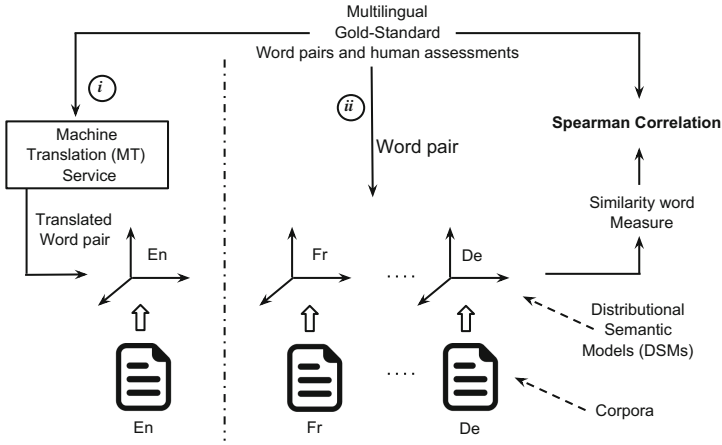 Multilingual
Gold-Standard
Word pairs and human assessments
i
ii
Machine
Translation (MT)
Service
Word pair
Spearman Correlation
Translated
Word pair
Similarity word
Measure
En
Fr
....
De
Distributional
Semantic
Models (DSMs)
....
Corpora
En
Fr
De